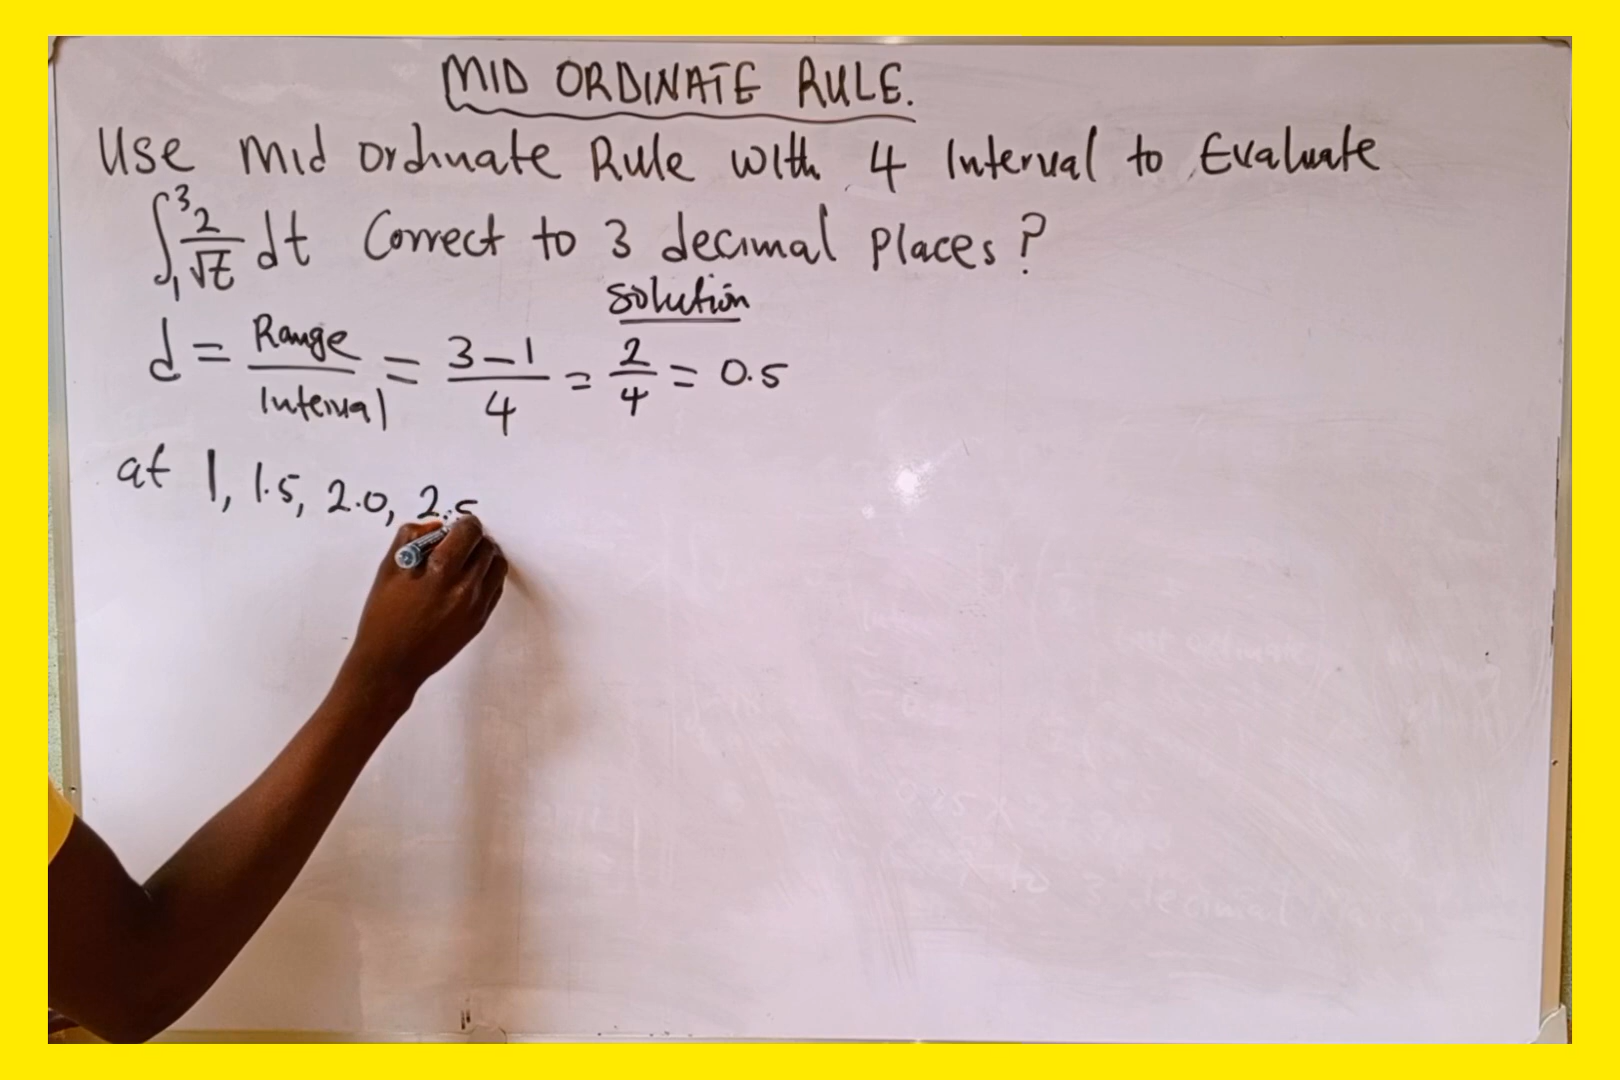 MID ORDINATE RULE.
Use Mid Ordinate Rule with 4 Interval to Evaluate
∫₁³ 2/√t dt Correct to 3 decimal places?
Solution
d = Range/Interval = 3-1/4 = 2/4 = 0.5
at 1, 1.5, 2.0, 2.5